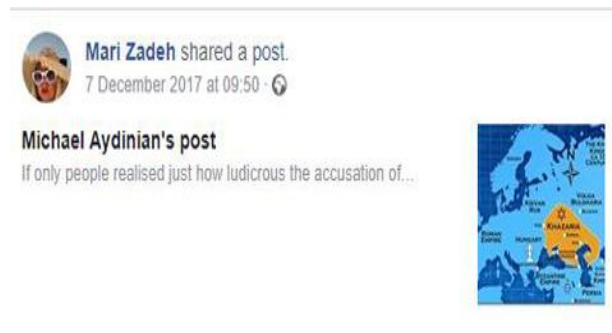 Mari Zadeh shared a post.
7 December 2017 at 09:50 ·
Michael Aydinian's post
If only people realised just how ludicrous the accusation of...
KHAZARIA
HUNGARY
PERSIA